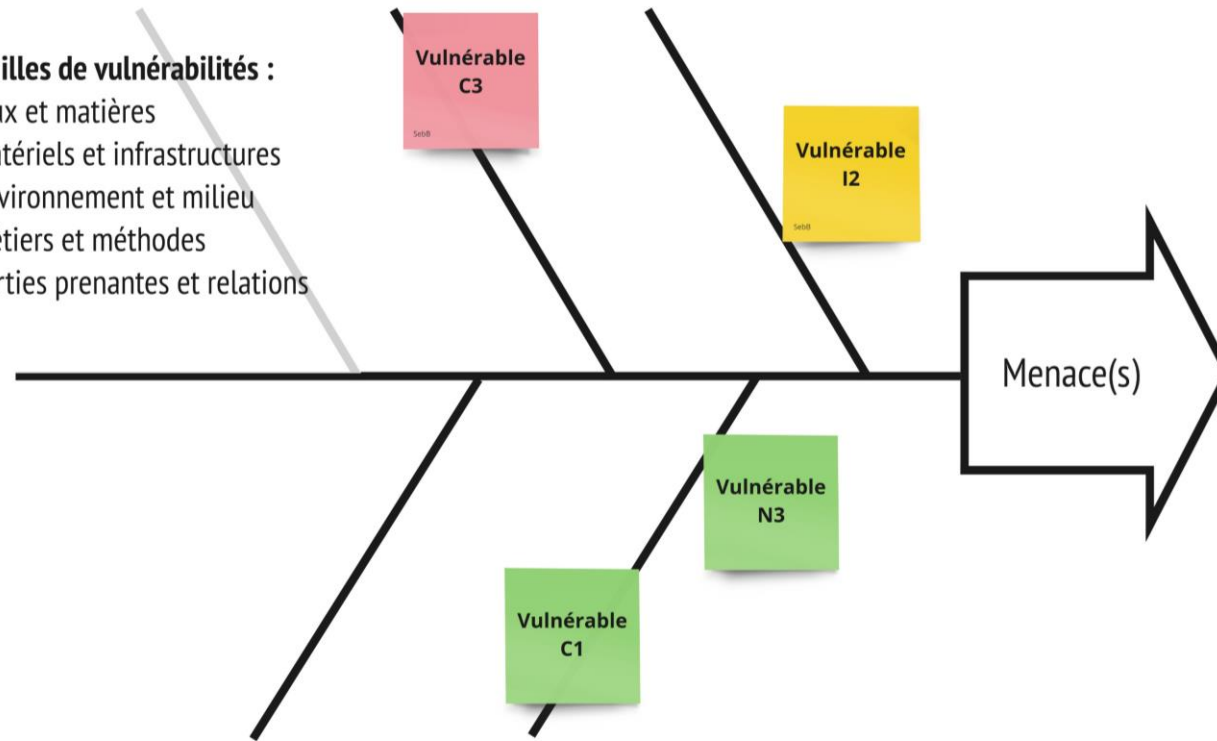 illes de vulnérabilités :
ux et matières
tériels et infrastructures
vironnement et milieu
tiers et méthodes
rties prenantes et relations
Vulnérable
C3
SebB
Vulnérable
I2
SebB
Menace(s)
Vulnérable
N3
Vulnérable
C1